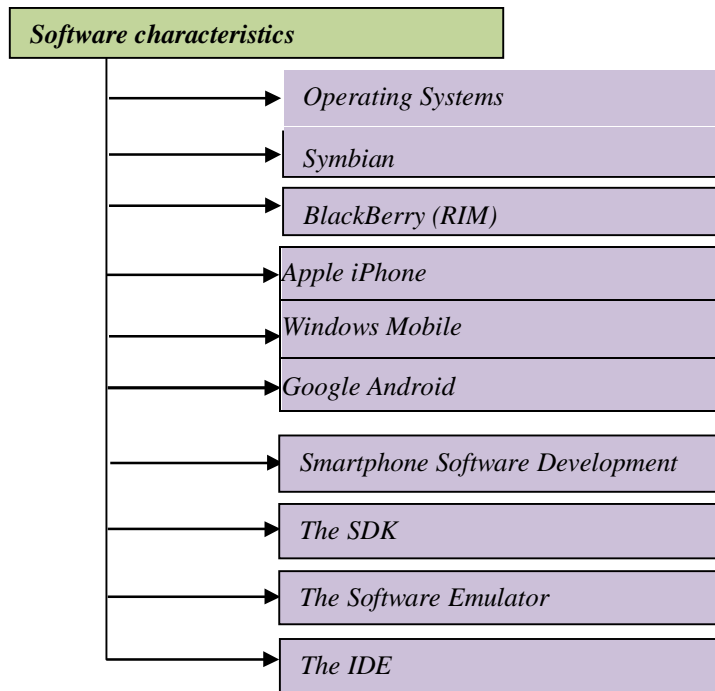 Software characteristics
Operating Systems
Symbian
BlackBerry (RIM)
Apple iPhone
Windows Mobile
Google Android
Smartphone Software Development
The SDK
The Software Emulator
The IDE